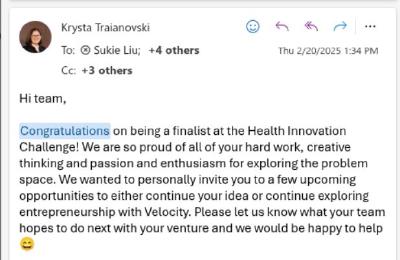 Krysta Traianovski
To: Sukie Liu; +4 others
Thu 2/20/2025 1:34 PM
Cc: +3 others
Hi team,
Congratulations on being a finalist at the Health Innovation
Challenge! We are so proud of all of your hard work, creative
thinking and passion and enthusiasm for exploring the problem
space. We wanted to personally invite you to a few upcoming
opportunities to either continue your idea or continue exploring
entrepreneurship with Velocity. Please let us know what your team
hopes to do next with your venture and we would be happy to help
😄